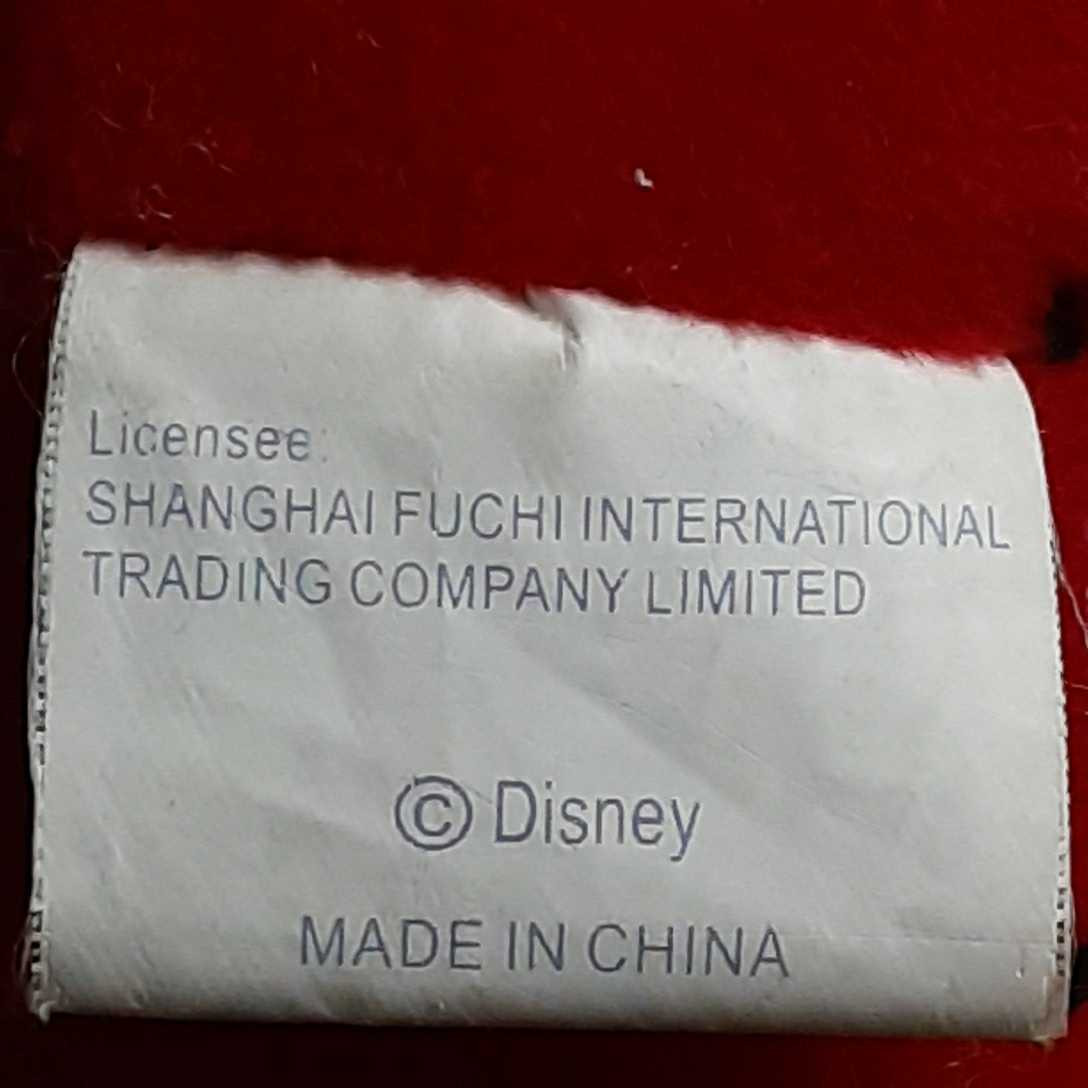 Licensee:
SHANGHAI FUCHI INTERNATIONAL
TRADING COMPANY LIMITED
© Disney
MADE IN CHINA